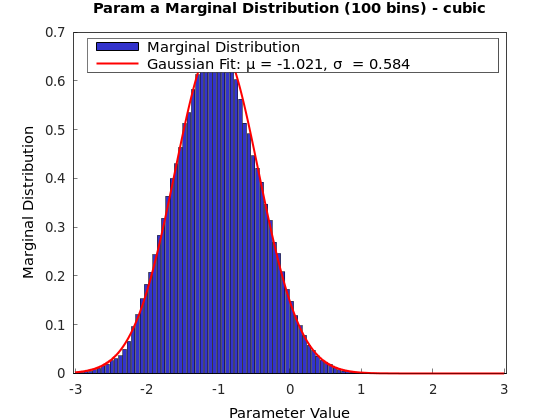 Param a Marginal Distribution (100 bins) - cubic
0.7
Marginal Distribution
Gaussian Fit: μ = -1.021, σ = 0.584
0.6
0.5
0.4
0.3
0.2
0.1
0
Marginal Distribution
-3 -2 -1 0 1 2 3
Parameter Value